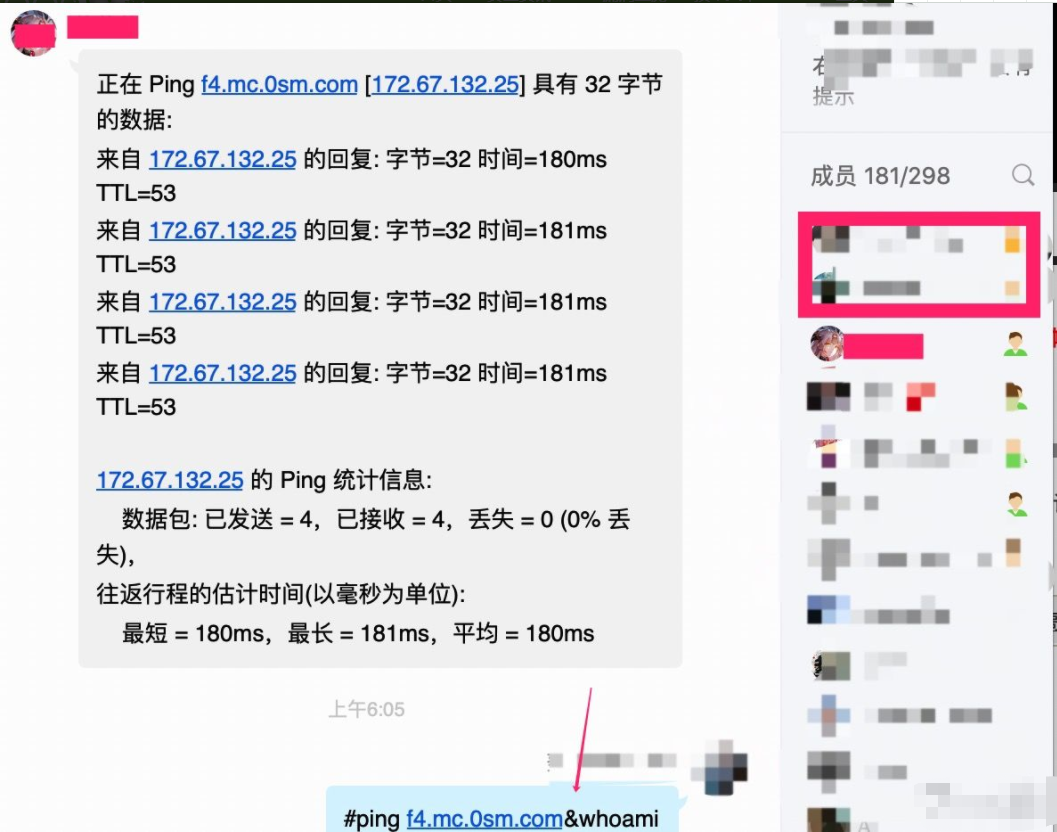 提示
成员 181/298
正在 Ping f4.mc.0sm.com [172.67.132.25] 具有 32 字节
的数据:
来自 172.67.132.25 的回复: 字节=32 时间=180ms
TTL=53
来自 172.67.132.25 的回复: 字节=32 时间=181ms
TTL=53
来自 172.67.132.25 的回复: 字节=32 时间=181ms
TTL=53
来自 172.67.132.25 的回复: 字节=32 时间=181ms
TTL=53
172.67.132.25 的 Ping 统计信息:
数据包: 已发送 = 4，已接收 = 4，丢失 = 0 (0% 丢
失)，
往返行程的估计时间(以毫秒为单位):
最短 = 180ms，最长 = 181ms，平均 = 180ms
上午6:05
#ping f4.mc.0sm.com&whoami